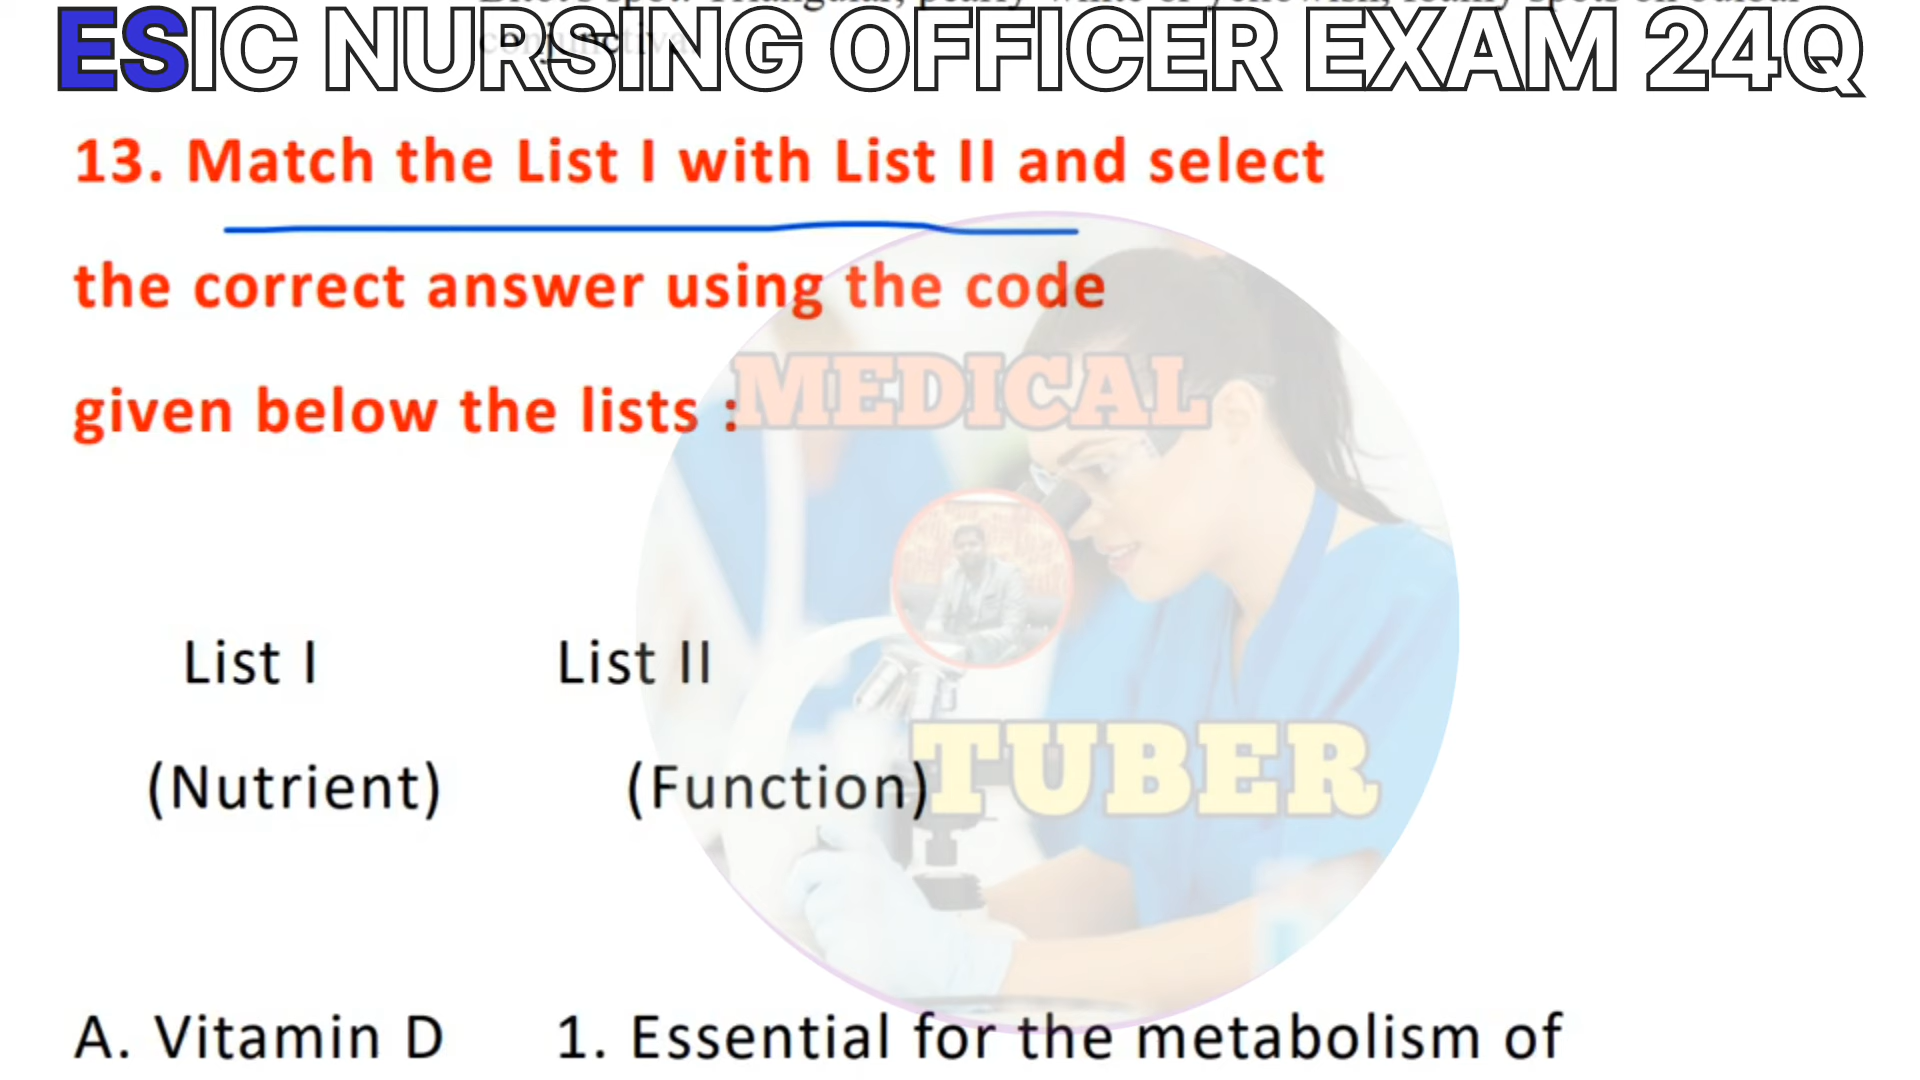 ESIC NURSING OFFICER EXAM 24Q
conjunctiva.
13. Match the List I with List II and select
the correct answer using the code
given below the lists :
MEDICAL
List I List II
(Nutrient) (Function)
TUBER
A. Vitamin D 1. Essential for the metabolism of